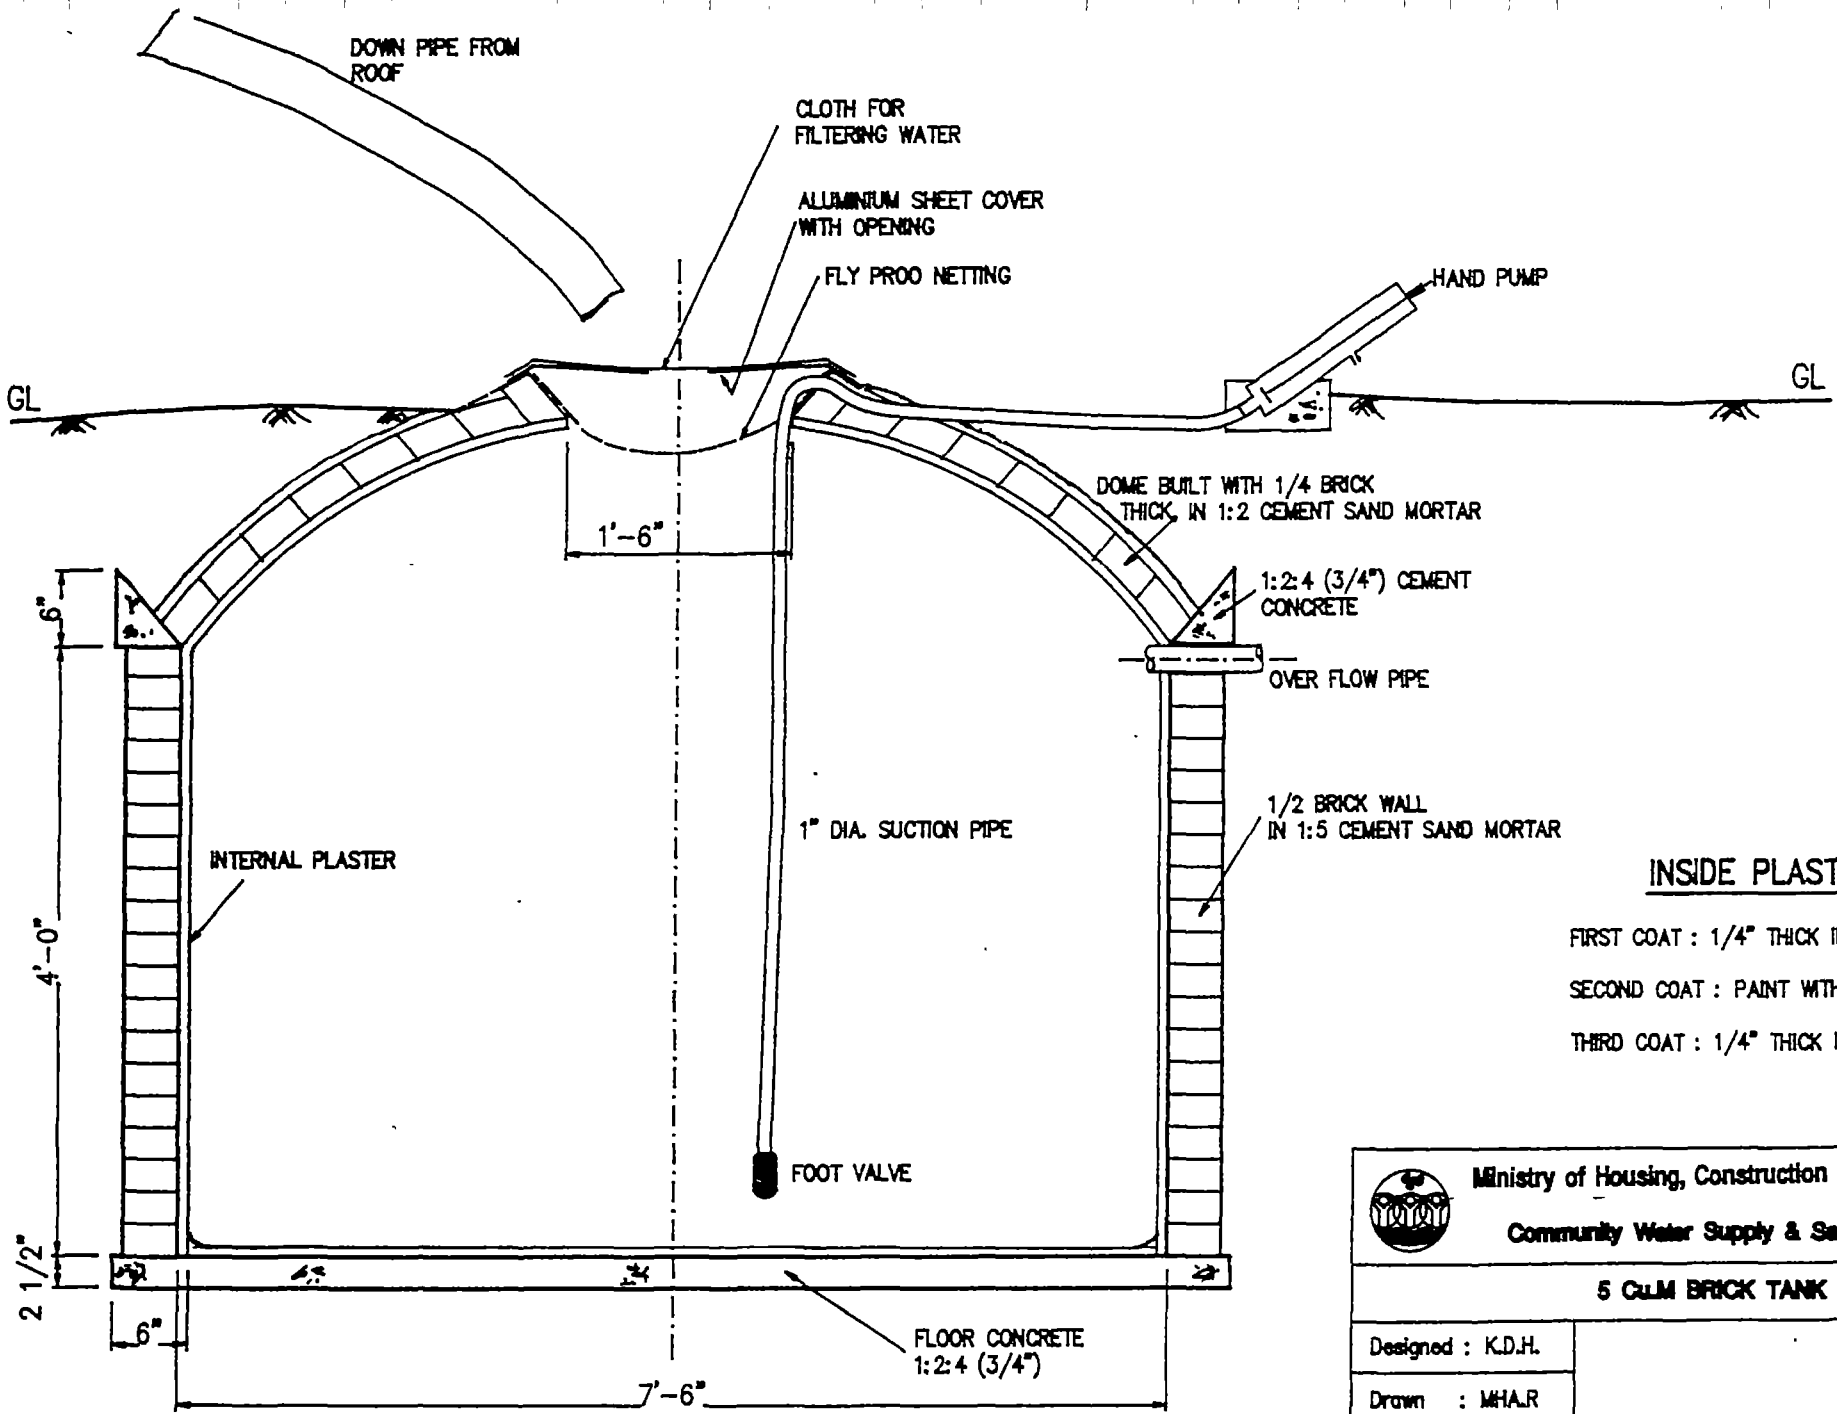 DOWN PIPE FROM
ROOF
CLOTH FOR
FILTERING WATER
ALUMINIUM SHEET COVER
WITH OPENING
FLY PROO NETTING
HAND PUMP
GL
GL
DOME BUILT WITH 1/4 BRICK
THICK, IN 1:2 CEMENT SAND MORTAR
1'-6"
6"
1:2:4 (3/4") CEMENT
CONCRETE
OVER FLOW PIPE
1" DIA. SUCTION PIPE
1/2 BRICK WALL
IN 1:5 CEMENT SAND MORTAR
INTERNAL PLASTER
4'-0"
INSIDE PLAST
FIRST COAT : 1/4" THICK
SECOND COAT : PAINT WITH
THIRD COAT : 1/4" THICK
FOOT VALVE
2 1/2"
6"
FLOOR CONCRETE
1:2:4 (3/4")
7'-6"
Ministry of Housing, Construction
Community Water Supply & Sa
5 Cu.M BRICK TANK
Designed : K.D.H.
Drawn : MHA.R